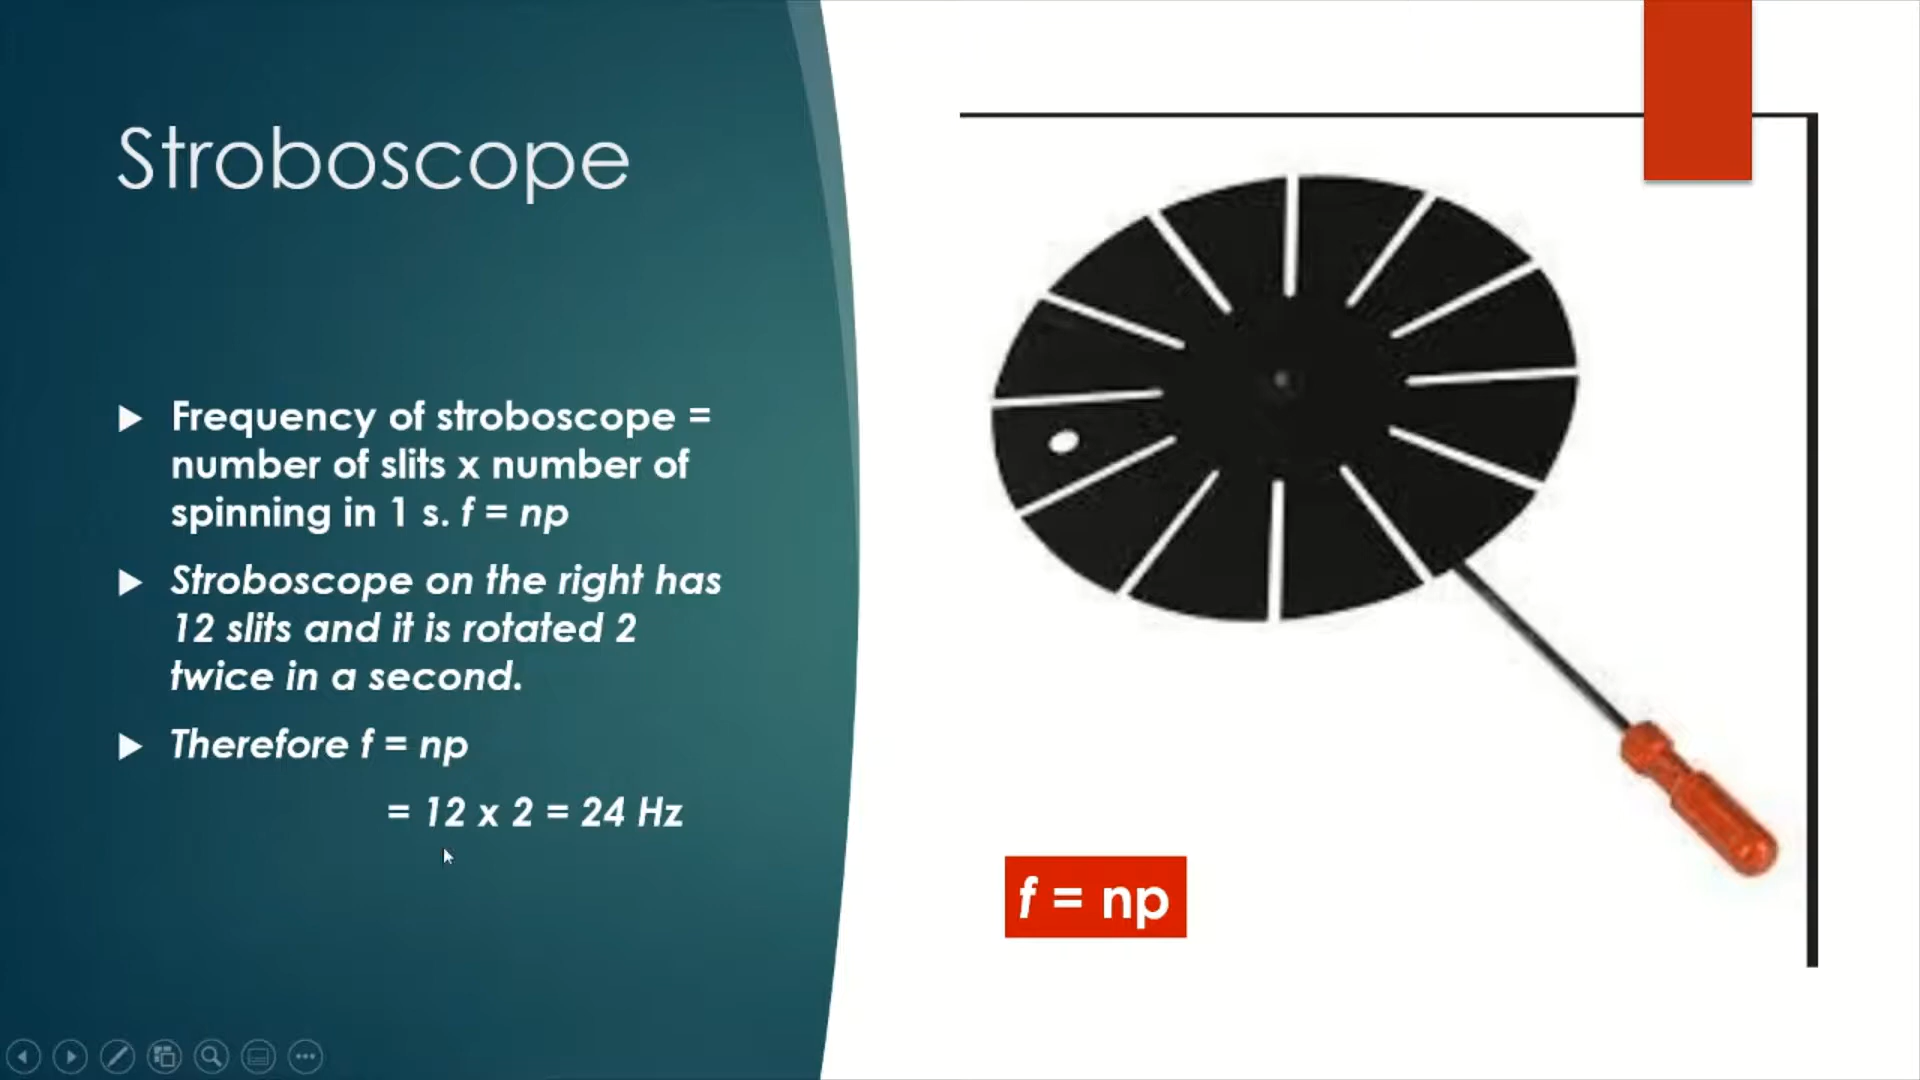 Stroboscope
Frequency of stroboscope =
number of slits x number of
spinning in 1 s. f = np
Stroboscope on the right has
12 slits and it is rotated 2
twice in a second.
Therefore f = np
= 12 x 2 = 24 Hz
f = np